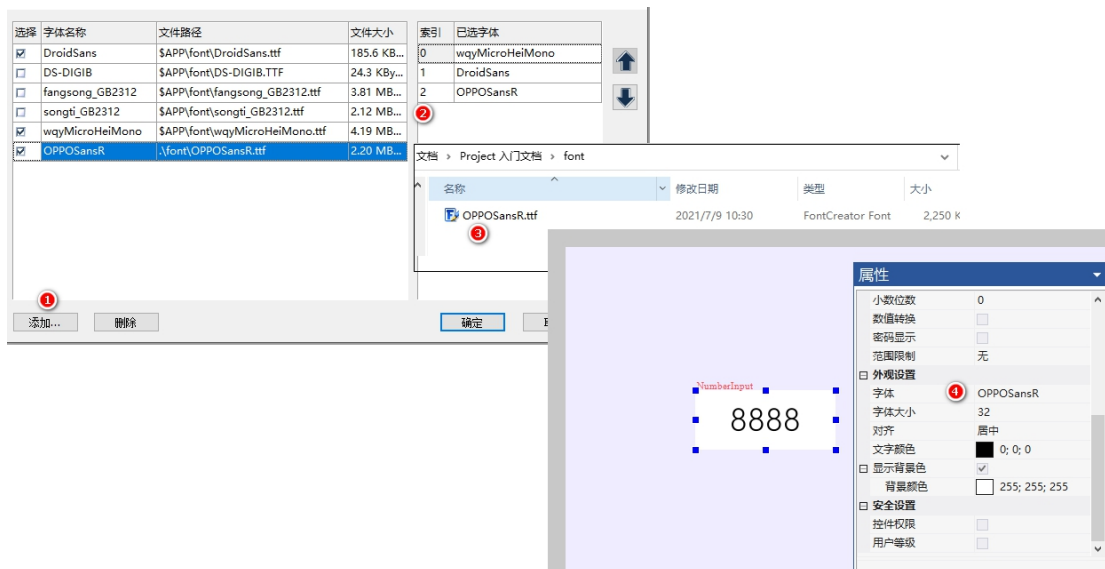 选择 字体名称 文件路径 文件大小 索引 已选字体
DroidSans $APP\font\DroidSans.ttf 185.6 KB... 0 wqyMicroHeiMono
DS-DIGIB $APP\font\DS-DIGIB.TTF 24.3 KBy... 1 DroidSans
fangsong_GB2312 $APP\font\fangsong_GB2312.ttf 3.81 MB... 2 OPPOSansR
songti_GB2312 $APP\font\songti_GB2312.ttf 2.12 MB... 2
wqyMicroHeiMono $APP\font\wqyMicroHeiMono.ttf 4.19 MB...
OPPOSansR .\font\OPPOSansR.ttf 2.20 MB...
文档 › Project 入门文档 › font
名称 修改日期 类型 大小
OPPOSansR.ttf 2021/7/9 10:30 FontCreator Font 2,250 K
3
1
添加... 删除 确定
属性
小数位数 0
数值转换
密码显示
范围限制 无
外观设置
字体 4 OPPOSansR
字体大小 32
对齐 居中
文字颜色 0; 0; 0
显示背景色
背景颜色 255; 255; 255
安全设置
控件权限
用户等级
NumberInput
8888